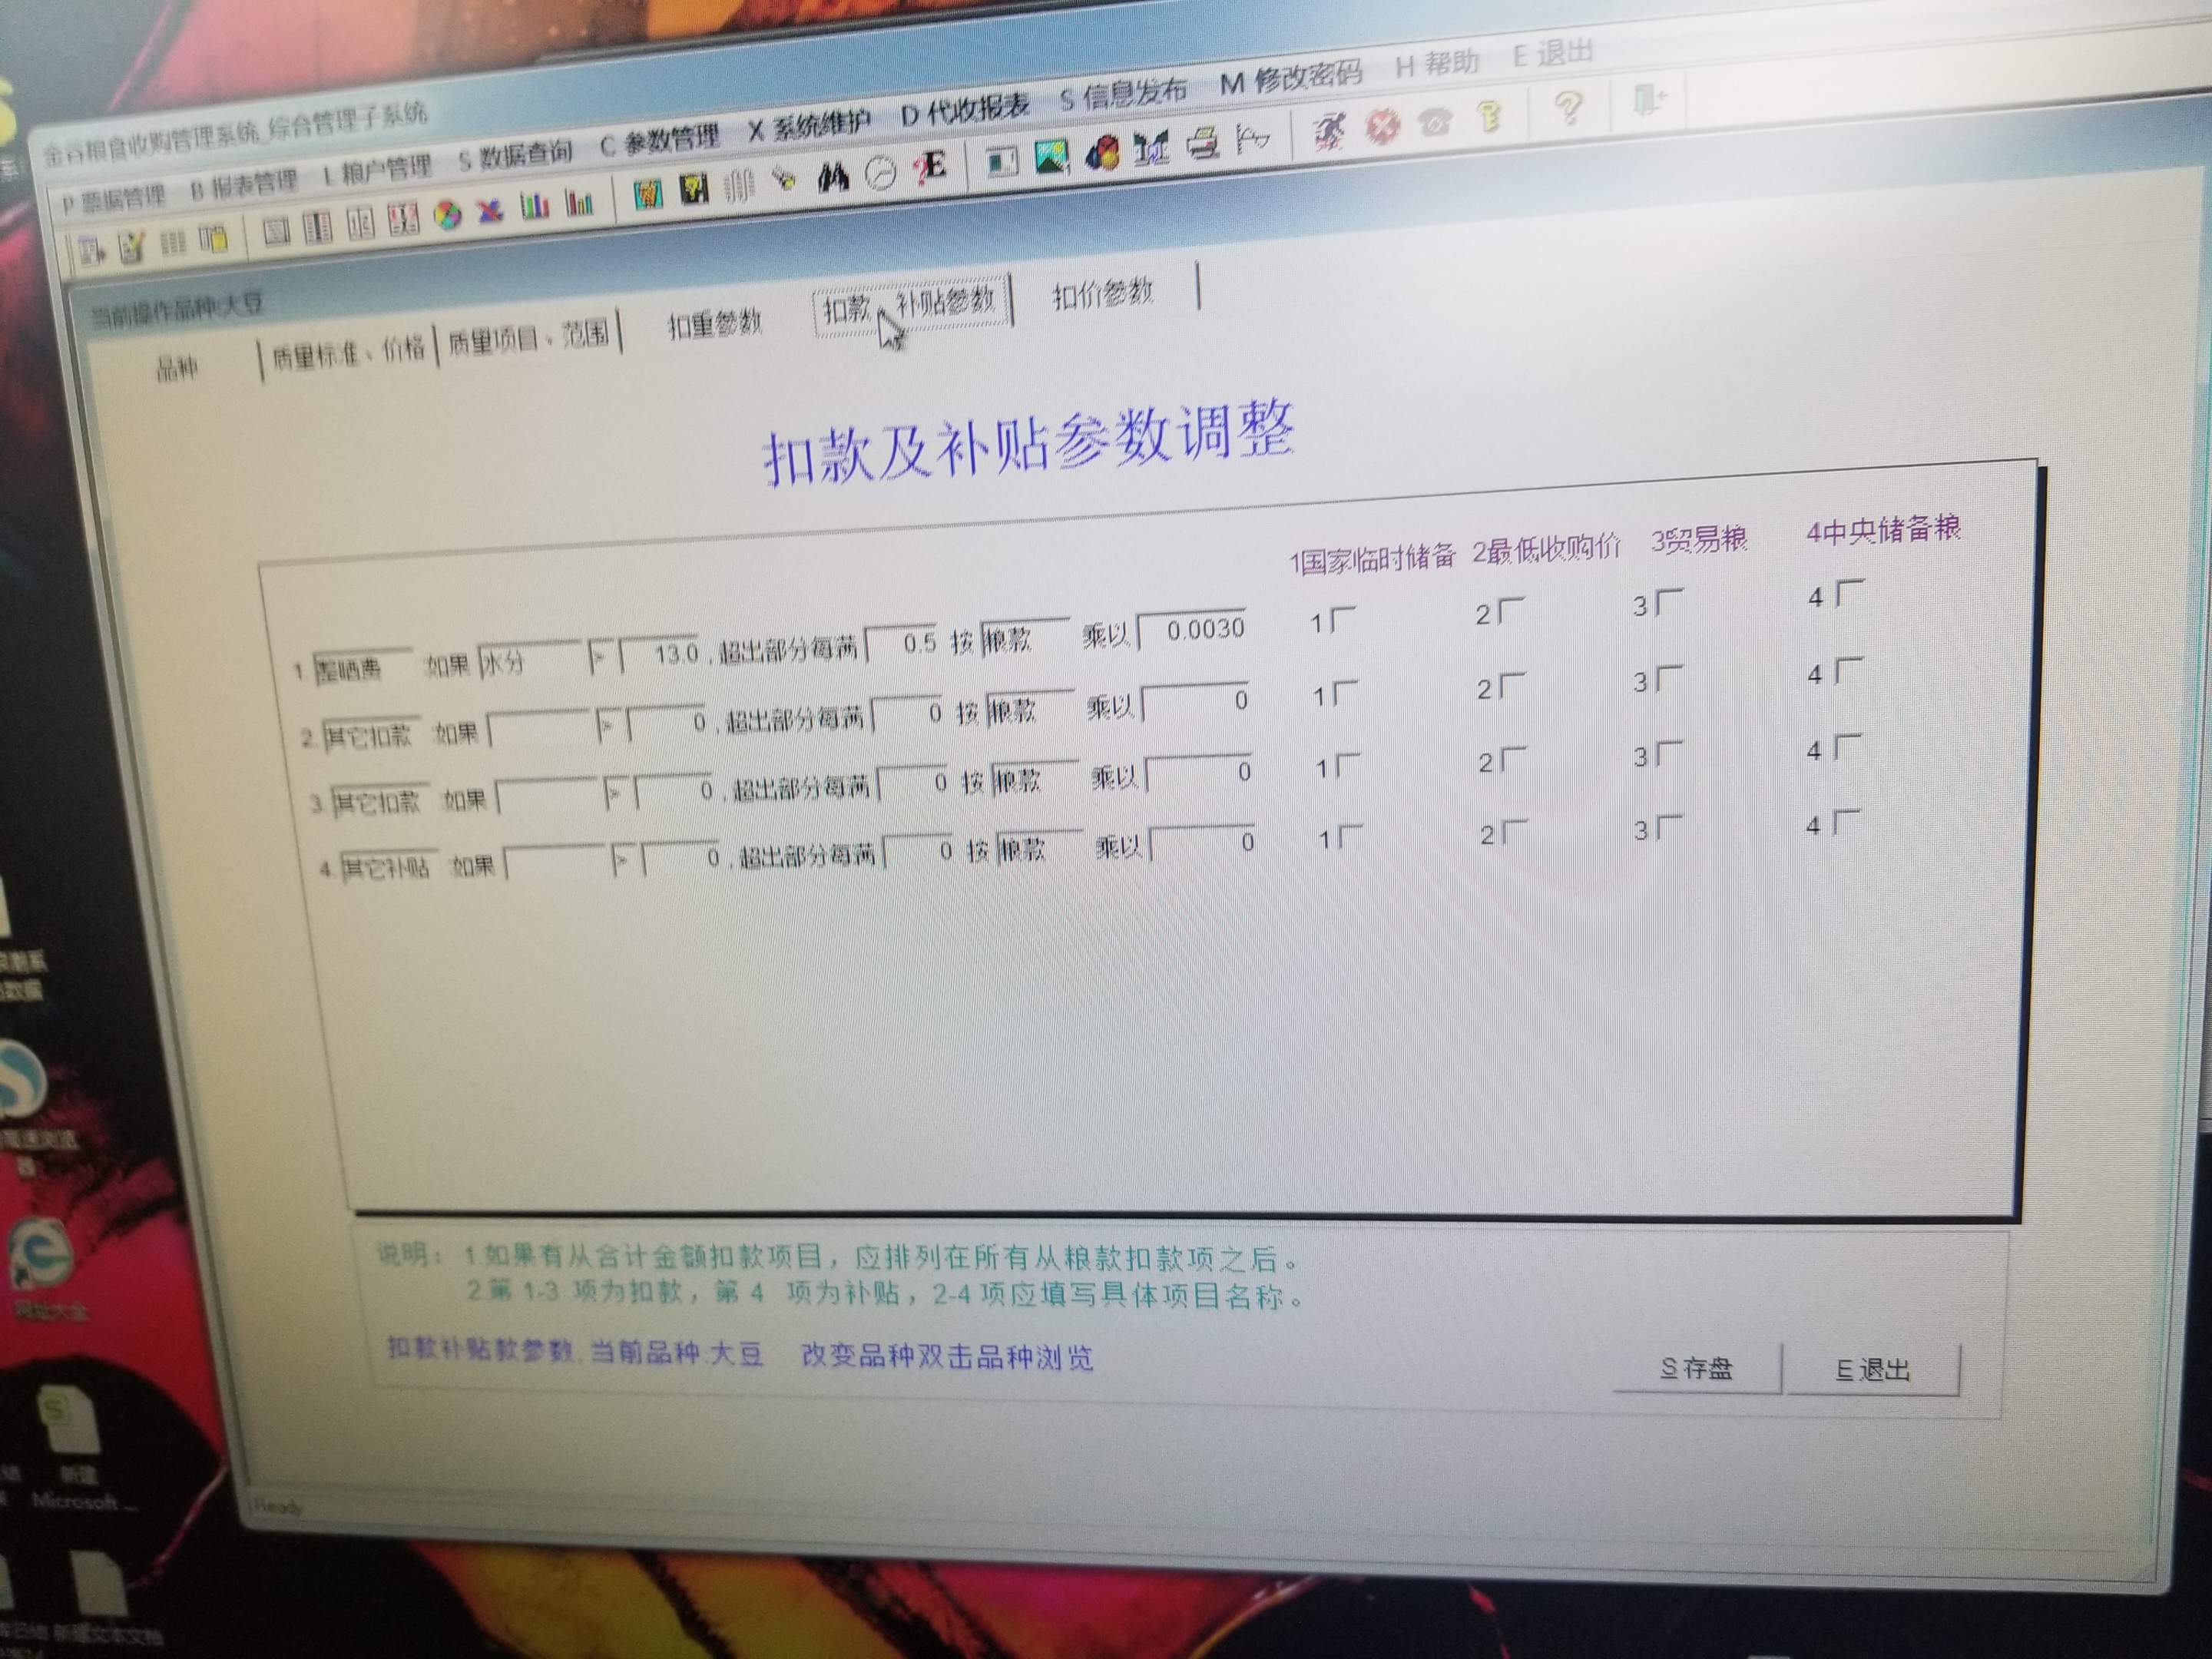 金谷粮食收购管理系统_综合管理子系统
P 票据管理 B 报表管理 L 粮户管理 S 数据查询 C 参数管理 X 系统维护 D 代收报表 S 信息发布 M 修改密码 H 帮助 E 退出
当前操作品种:大豆
品种 质量标准、价格 质量项目、范围 扣重参数 扣款、补贴参数 扣价参数
扣款及补贴参数调整
1国家临时储备 2最低收购价 3贸易粮 4中央储备粮
1. 整晒费 如果 水分 > 13.0 , 超出部分每满 0.5 按 粮款 乘以 0.0030 1 2 3 4
2. 其它扣款 如果 > 0 , 超出部分每满 0 按 粮款 乘以 0 1 2 3 4
3. 其它扣款 如果 > 0 , 超出部分每满 0 按 粮款 乘以 0 1 2 3 4
4. 其它补贴 如果 > 0 , 超出部分每满 0 按 粮款 乘以 0 1 2 3 4
说明： 1 如果有从合计金额扣款项目，应排列在所有从粮款扣款项之后。
2 第 1-3 项为扣款，第 4 项为补贴，2-4 项应填写具体项目名称。
扣款补贴款参数. 当前品种:大豆 改变品种双击品种浏览
S 存盘 E 退出
Ready
网址大全
新建
Microsoft ...
新建文本文档